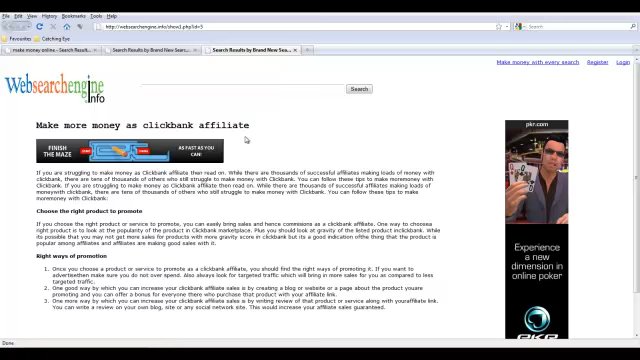 File Edit View History Bookmarks Tools Help
http://websearchengine.info/show1.php?id=3
Google
Favourites Catching Eye
make money online - Search Result... Search Results by Brand New Searc... Search Results by Brand New Sea...
Make money with every search Register Login
Websearchengine
Info
Search
Make more money as clickbank affiliate
pkr.com
FINISH THE MAZE
AS FAST AS YOU CAN!
If you are struggling to make money as Clickbank affiliate then read on. While there are thousands of successful affiliates making loads of money with
clickbank, there are tens of thousands of others who still struggle to make money with Clickbank. You can follow these tips to make moremoney with
Clickbank. If you are struggling to make money as Clickbank affiliate then read on. While there are thousands of successful affiliates making loads of
moneywith clickbank, there are tens of thousands of others who still struggle to make money with Clickbank. You can follow these tips to make
moremoney with Clickbank:
Choose the right product to promote
If you choose the right product or service to promote, you can easily bring sales and hence commisions as a clickbank affiliate. One way to choosea
right product is to look at the popularity of the product in Clickbank marketplace. Plus you should look at gravity of the listed product inclickbank. While
its possible that you may not get more sales for products with more gravity score in clickbank but its a good indication ofthe thing that the product is
popular among affiliates and affiliates are making good sales with it.
Right ways of promotion
1. Once you choose a product or service to promote as a clickbank affiliate, you should find the right ways of promoting it. If you want to
advertisethen make sure you do not over spend. Also always look for targeted traffic which will bring in more sales for you as compared to less
targeted traffic.
2. One good way by which you can increase your clickbank affiliate sales is by creating a blog or website or a page about the product youare
promoting and you can offer a bonus for everyone there who purchase that product with your affiliate link.
3. One more way by which you can increase your clickbank affiliate sales is by writing review of that product or service along with youraffiliate link.
You can write a review on your own blog, site or any social network site. This would increase your affiliate sales guaranteed.
Experience
a new
dimension in
online poker
Done